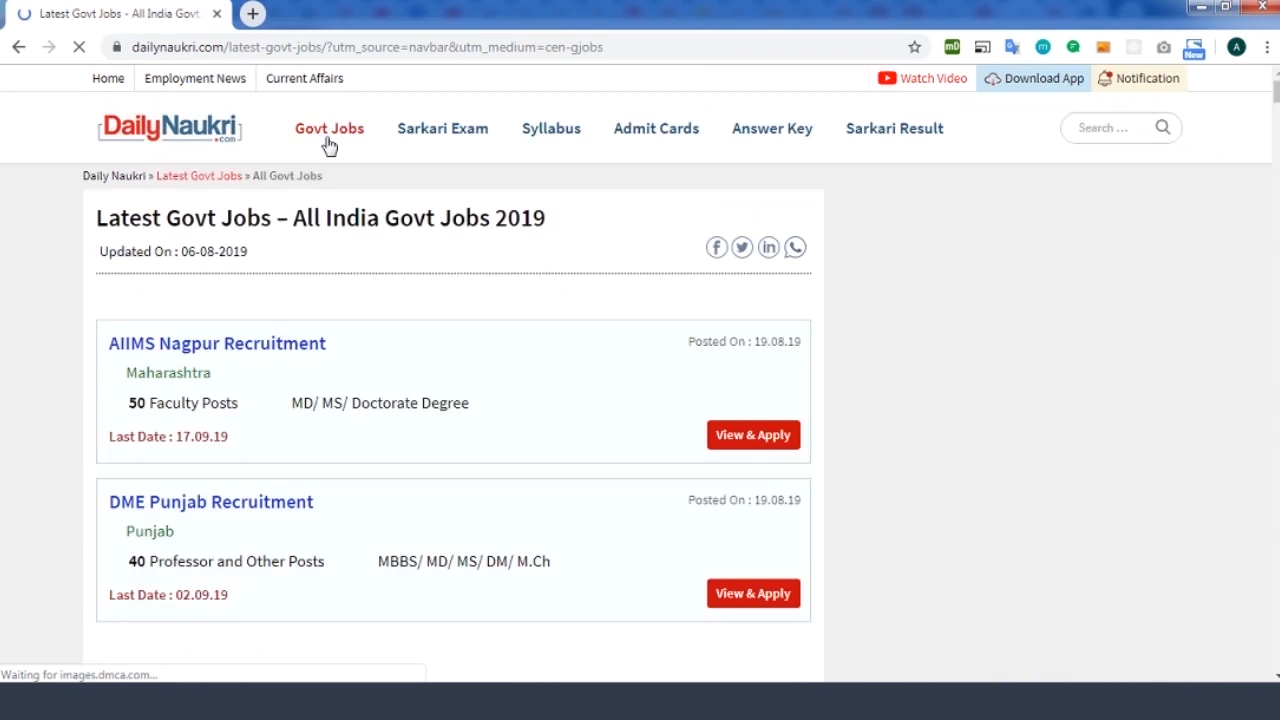 Latest Govt Jobs - All India Gov
dailynaukri.com/latest-govt-jobs/?utm_source=navbar&utm_medium=cen-gjobs
mD
New
A
Home Employment News Current Affairs Watch Video Download App Notification
DailyNaukri.com Govt Jobs Sarkari Exam Syllabus Admit Cards Answer Key Sarkari Result Search ...
Daily Naukri » Latest Govt Jobs » All Govt Jobs
Latest Govt Jobs – All India Govt Jobs 2019
Updated On : 06-08-2019
AIIMS Nagpur Recruitment Posted On : 19.08.19
Maharashtra
50 Faculty Posts MD/ MS/ Doctorate Degree
Last Date : 17.09.19 View & Apply
DME Punjab Recruitment Posted On : 19.08.19
Punjab
40 Professor and Other Posts MBBS/ MD/ MS/ DM/ M.Ch
Last Date : 02.09.19 View & Apply
Waiting for images.dmca.com...